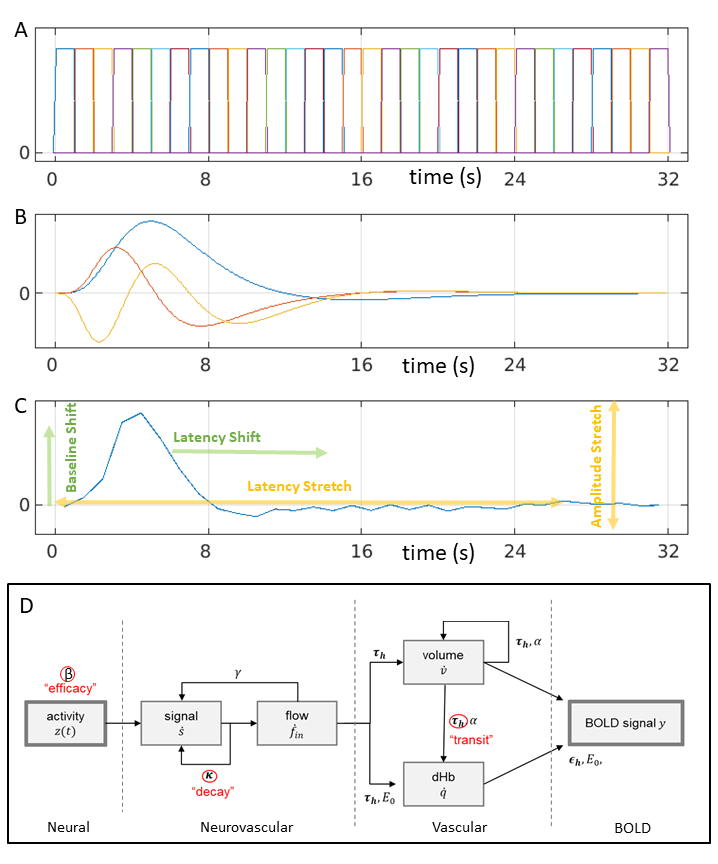 A
0
0
8
16
24
32
time (s)
B
0
0
8
16
24
32
time (s)
C
Baseline Shift
Latency Shift
Latency Stretch
Amplitude Stretch
0
0
8
16
24
32
time (s)
D
β
“efficacy”
activity
z(t)
γ
signal
ṡ
flow
ḟᵢₙ
κ
“decay”
τₕ
volume
v̇
τₕ, α
τₕ α
“transit”
dHb
q̇
τₕ, E₀
BOLD signal y
ϵₕ, E₀,
Neural
Neurovascular
Vascular
BOLD